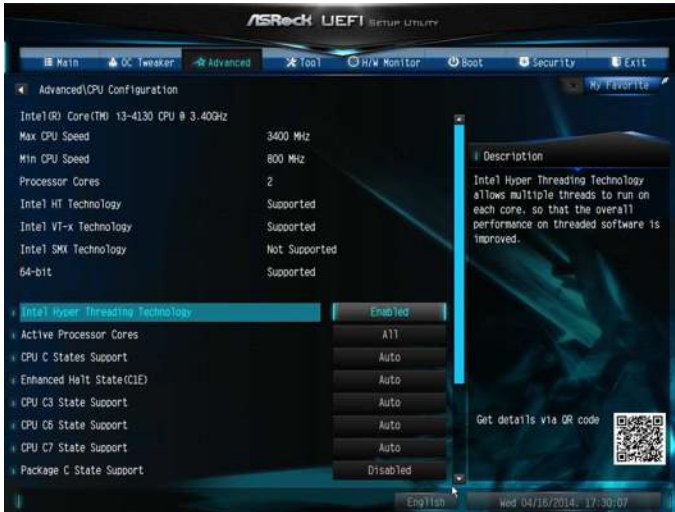 ASRock UEFI SETUP UTILITY
Main OC Tweaker Advanced Tool H/W Monitor Boot Security Exit
Advanced\CPU Configuration
My Favorite
Intel(R) Core(TM) i3-4130 CPU @ 3.40GHz
Max CPU Speed 3400 MHz
Min CPU Speed 800 MHz
Processor Cores 2
Intel HT Technology Supported
Intel VT-x Technology Supported
Intel SMX Technology Not Supported
64-bit Supported
Intel Hyper Threading Technology Enabled
Active Processor Cores All
CPU C States Support Auto
Enhanced Halt State(C1E) Auto
CPU C3 State Support Auto
CPU C6 State Support Auto
CPU C7 State Support Auto
Package C State Support Disabled
Description
Intel Hyper Threading Technology
allows multiple threads to run on
each core. so that the overall
performance on threaded software is
improved.
Get details via QR code
English
Wed 04/16/2014. 17:30:07